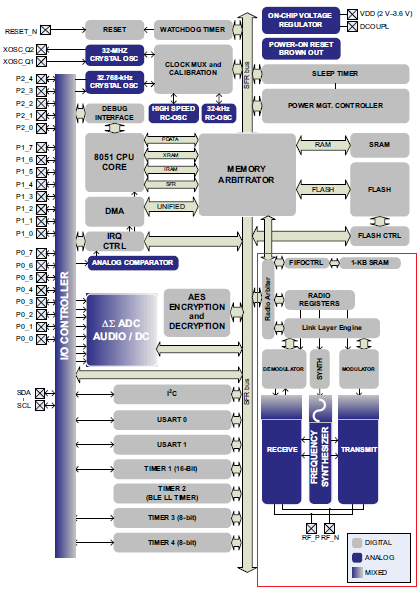 RESET_N
XOSC_Q2
XOSC_Q1
P2_4
P2_3
P2_2
P2_1
P2_0
P1_7
P1_6
P1_5
P1_4
P1_3
P1_2
P1_1
P1_0
P0_7
P0_6
P0_5
P0_4
P0_3
P0_2
P0_1
P0_0
SDA
SCL
I/O CONTROLLER
RESET
WATCHDOG TIMER
32-MHZ
CRYSTAL OSC
32.768-kHz
CRYSTAL OSC
CLOCK MUX and
CALIBRATION
DEBUG
INTERFACE
HIGH SPEED
RC-OSC
32-kHz
RC-OSC
SFR bus
ON-CHIP VOLTAGE
REGULATOR
VDD (2 V–3.6 V)
DCOUPL
POWER-ON RESET
BROWN OUT
SLEEP TIMER
POWER MGT. CONTROLLER
8051 CPU
CORE
PDATA
XRAM
IRAM
SFR
MEMORY
ARBITRATOR
RAM
SRAM
FLASH
FLASH
DMA
UNIFIED
IRQ
CTRL
FLASH CTRL
ANALOG COMPARATOR
ΔΣ ADC
AUDIO / DC
AES
ENCRYPTION
and
DECRYPTION
Radio Arbiter
FIFOCTRL
1-KB SRAM
RADIO
REGISTERS
Link Layer Engine
DEMODULATOR
SYNTH
MODULATOR
RECEIVE
FREQUENCY
SYNTHESIZER
TRANSMIT
SFR bus
I²C
USART 0
USART 1
TIMER 1 (16-Bit)
TIMER 2
(BLE LL TIMER)
TIMER 3 (8-bit)
TIMER 4 (8-bit)
RF_P
RF_N
DIGITAL
ANALOG
MIXED